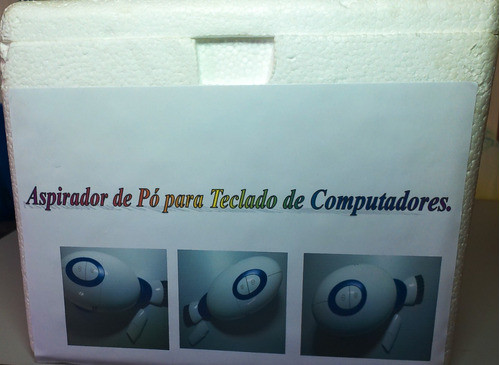 Aspirador de Pó para Teclado de Computadores.